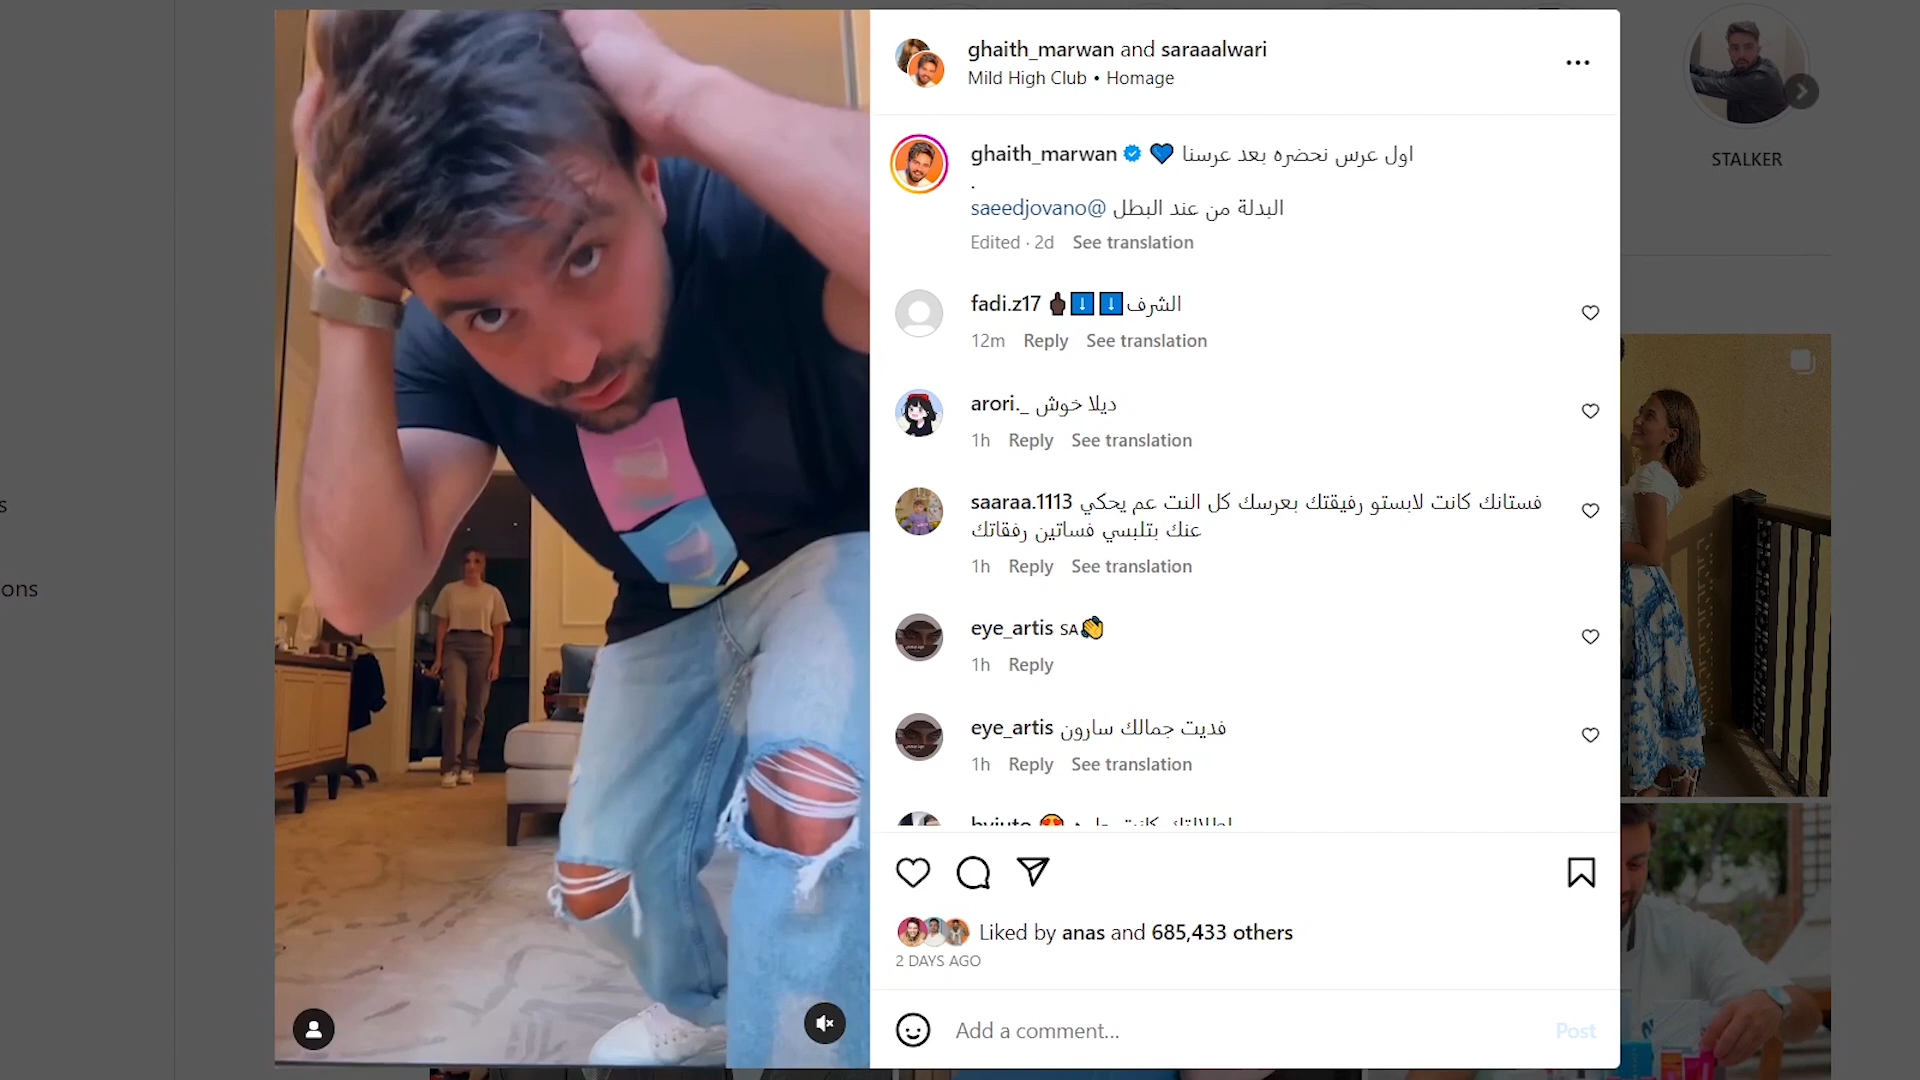 ghaith_marwan and saraaalwari
Mild High Club • Homage
STALKER
ghaith_marwan 💙 اول عرس نحضره بعد عرسنا
.
البدلة من عند البطل @saeedjovano
Edited · 2d See translation
fadi.z17 🖕🏿⬇️⬇️الشرف
12m Reply See translation
arori._ ديلا خوش
1h Reply See translation
saaraa.1113 فستانك كانت لابستو رفيقتك بعرسك كل النت عم يحكي
عنك بتلبسي فساتين رفقاتك
1h Reply See translation
eye_artis SA👏
1h Reply
eye_artis فديت جمالك سارون
1h Reply See translation
ons
Liked by anas and 685,433 others
2 DAYS AGO
Add a comment...
Post